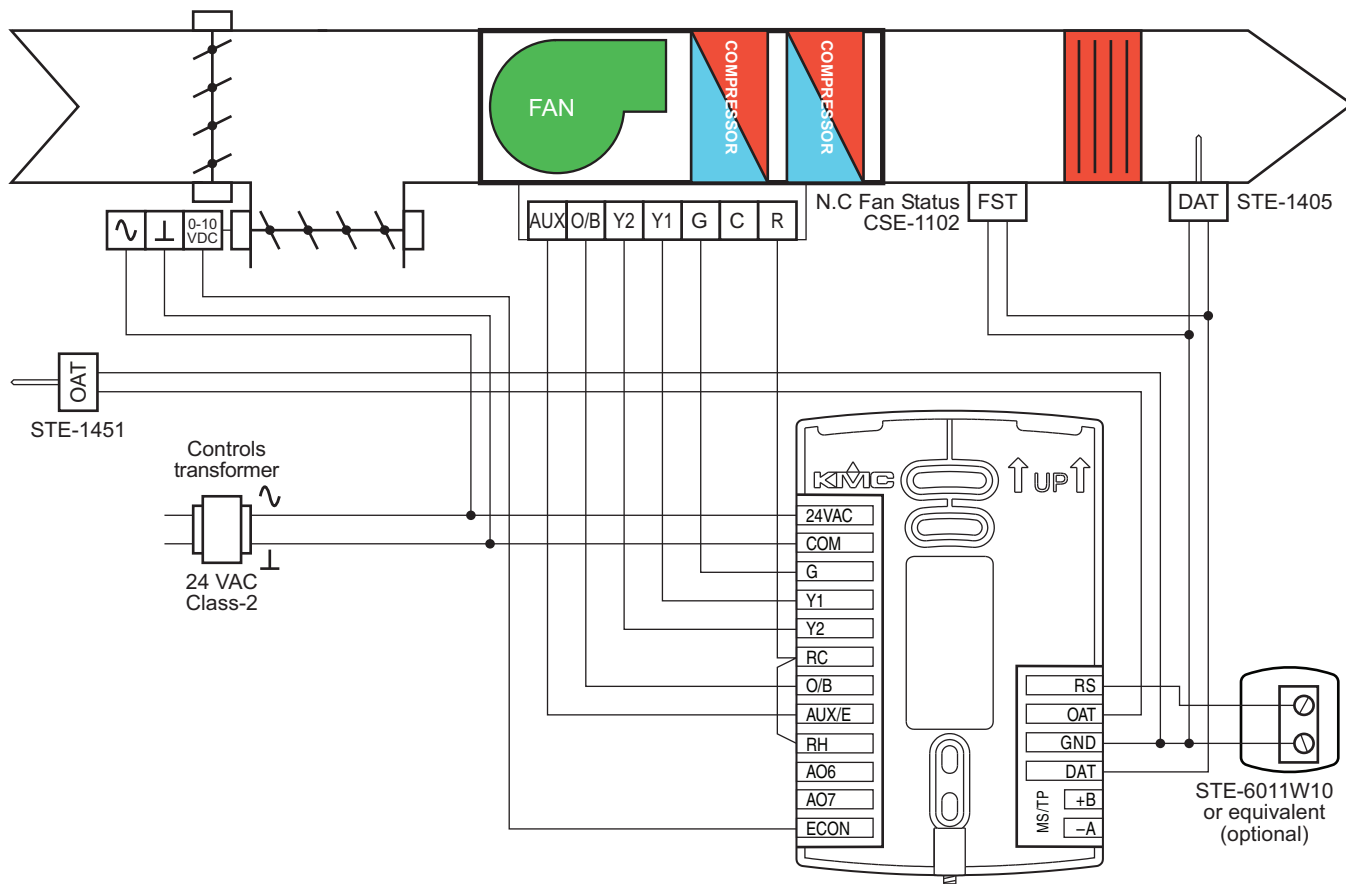 FAN
COMPRESSOR
COMPRESSOR
N.C Fan Status
CSE-1102
FST
DAT
STE-1405
0-10
VDC
AUX
O/B
Y2
Y1
G
C
R
OAT
STE-1451
Controls
transformer
24 VAC
Class-2
KMC
UP
24VAC
COM
G
Y1
Y2
RC
O/B
AUX/E
RH
AO6
AO7
ECON
RS
OAT
GND
DAT
MS/TP
+B
–A
STE-6011W10
or equivalent
(optional)